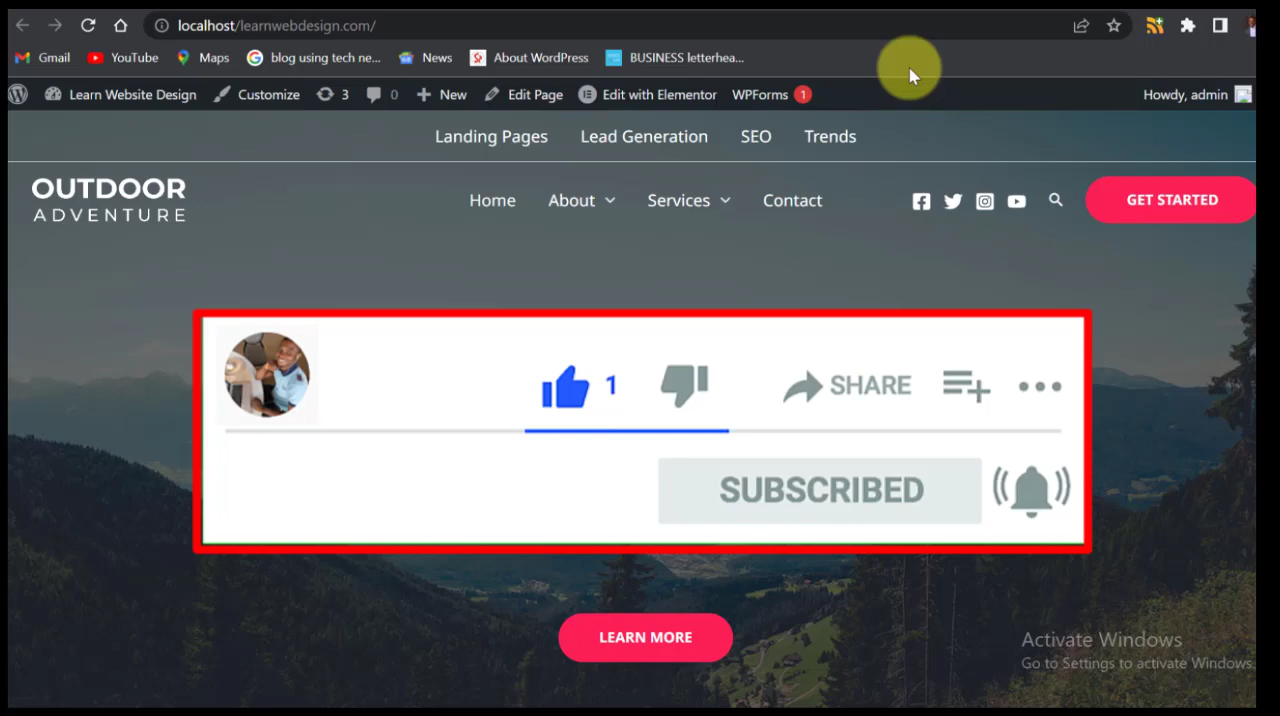 localhost/learnwebdesign.com/
Gmail YouTube Maps blog using tech ne... News About WordPress BUSINESS letterhea...
Learn Website Design Customize 3 0 New Edit Page Edit with Elementor WPForms 1 Howdy, admin
Landing Pages Lead Generation SEO Trends
OUTDOOR
ADVENTURE
Home About Services Contact GET STARTED
1 SHARE
SUBSCRIBED
LEARN MORE
Activate Windows
Go to Settings to activate Windows.